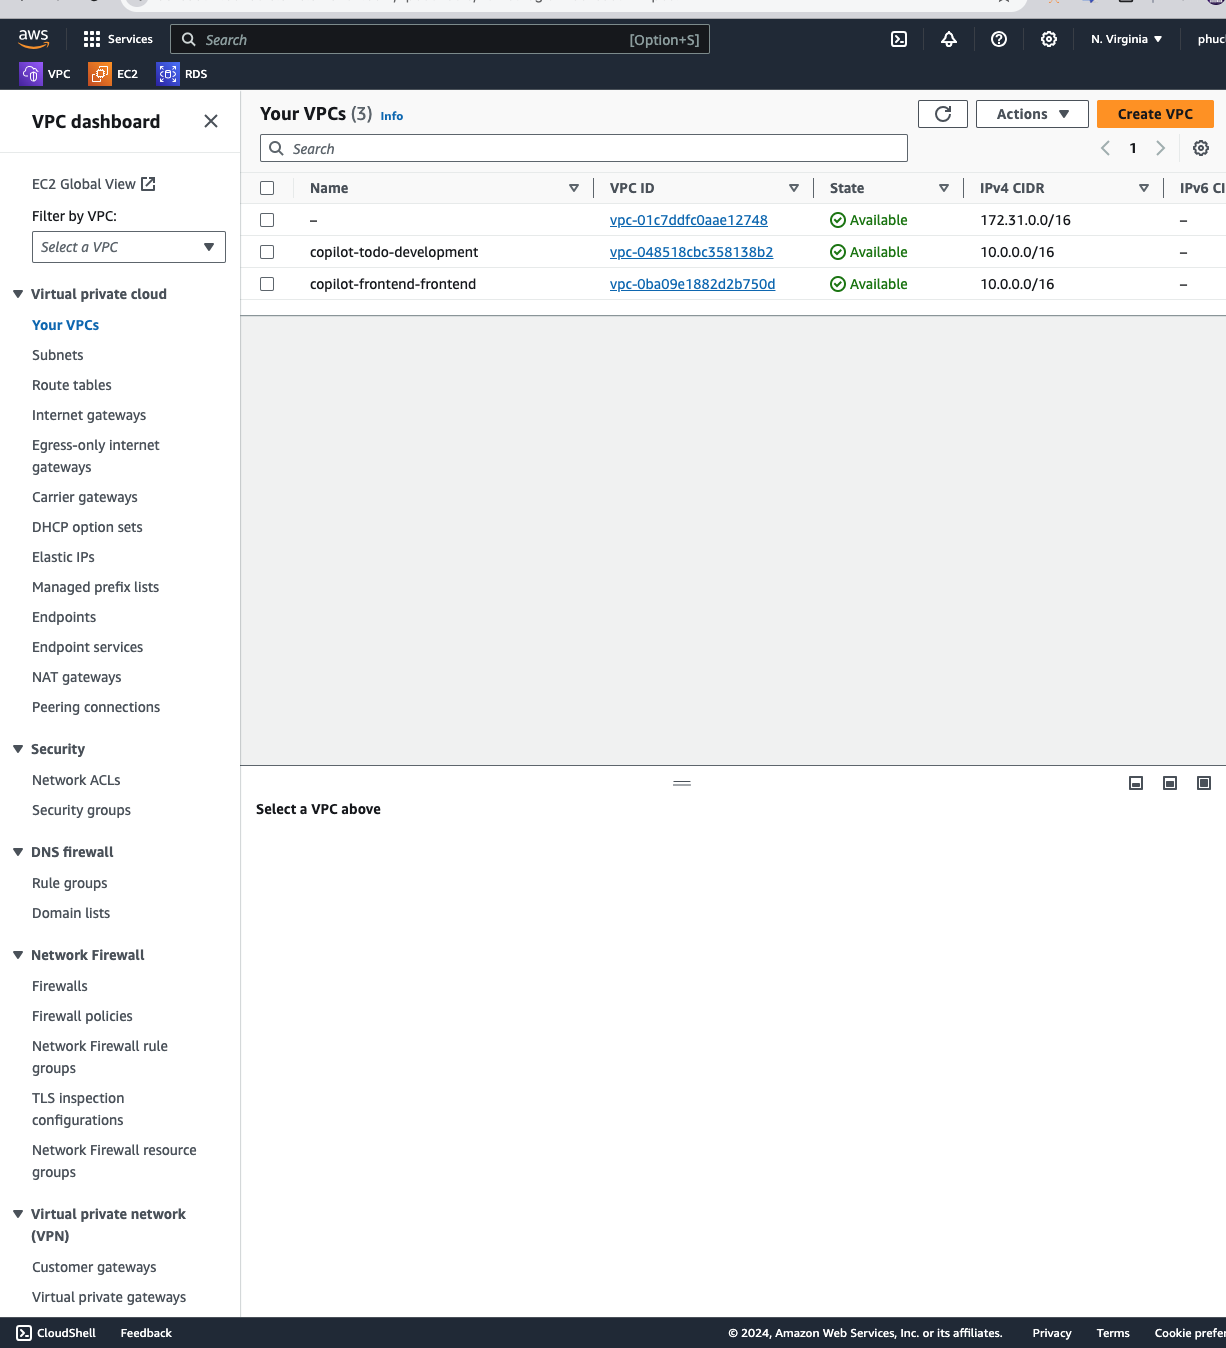 aws
Services
Search
[Option+S]
N. Virginia
VPC
EC2
RDS
VPC dashboard
EC2 Global View
Filter by VPC:
Select a VPC
Virtual private cloud
Your VPCs
Subnets
Route tables
Internet gateways
Egress-only internet
gateways
Carrier gateways
DHCP option sets
Elastic IPs
Managed prefix lists
Endpoints
Endpoint services
NAT gateways
Peering connections
Security
Network ACLs
Security groups
DNS firewall
Rule groups
Domain lists
Network Firewall
Firewalls
Firewall policies
Network Firewall rule
groups
TLS inspection
configurations
Network Firewall resource
groups
Virtual private network
(VPN)
Customer gateways
Virtual private gateways
Your VPCs (3) Info
Actions
Create VPC
Search
1
Name VPC ID State IPv4 CIDR IPv6 CI
– vpc-01c7ddfc0aae12748 Available 172.31.0.0/16 –
copilot-todo-development vpc-048518cbc358138b2 Available 10.0.0.0/16 –
copilot-frontend-frontend vpc-0ba09e1882d2b750d Available 10.0.0.0/16 –
Select a VPC above
CloudShell
Feedback
© 2024, Amazon Web Services, Inc. or its affiliates.
Privacy
Terms
Cookie prefer